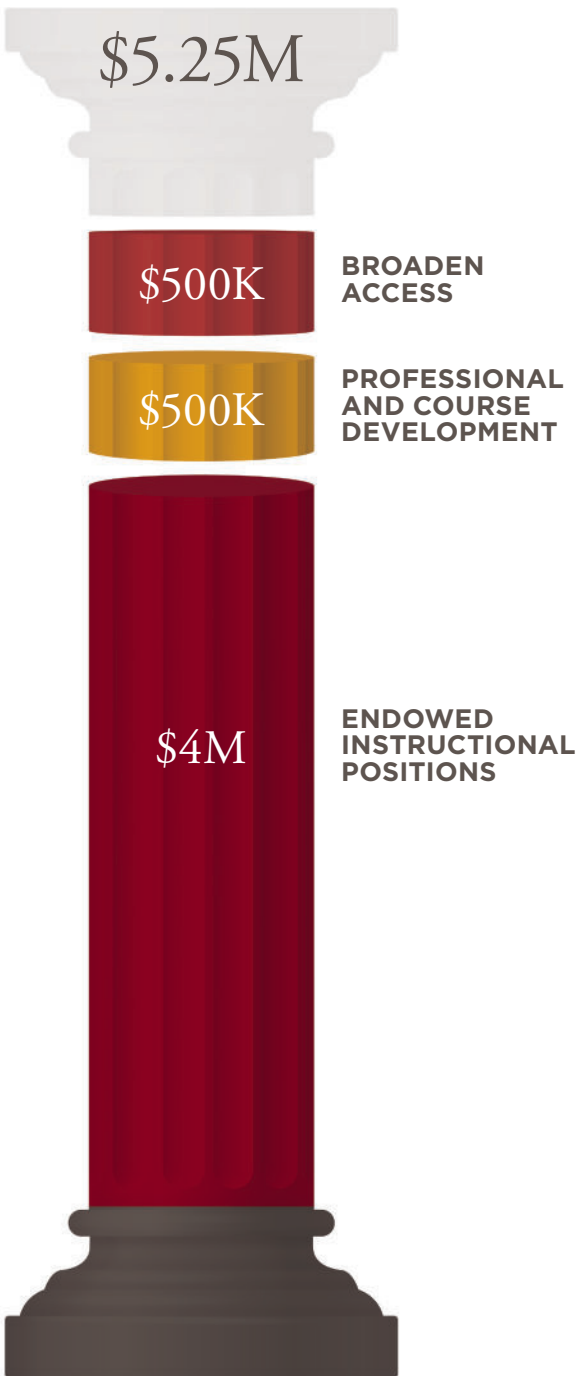 $5.25M
$500K
BROADEN
ACCESS
$500K
PROFESSIONAL
AND COURSE
DEVELOPMENT
$4M
ENDOWED
INSTRUCTIONAL
POSITIONS